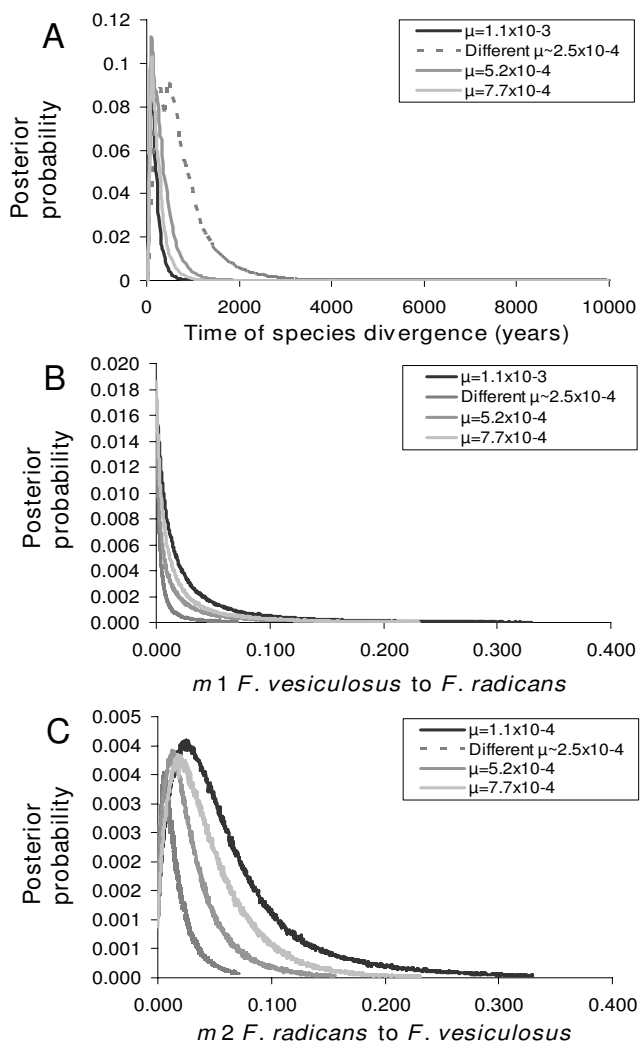 A
μ=1.1x10-3
Different μ~2.5x10-4
μ=5.2x10-4
μ=7.7x10-4
Posterior
probability
0.12
0.1
0.08
0.06
0.04
0.02
0
0 2000 4000 6000 8000 10000
Time of species divergence (years)
B
μ=1.1x10-3
Different μ~2.5x10-4
μ=5.2x10-4
μ=7.7x10-4
Posterior
probability
0.020
0.018
0.016
0.014
0.012
0.010
0.008
0.006
0.004
0.002
0.000
0.000 0.100 0.200 0.300 0.400
m1 F. vesiculosus to F. radicans
C
μ=1.1x10-4
Different μ~2.5x10-4
μ=5.2x10-4
μ=7.7x10-4
Posterior
probability
0.005
0.004
0.004
0.003
0.003
0.002
0.002
0.001
0.001
0.000
0.000 0.100 0.200 0.300 0.400
m2 F. radicans to F. vesiculosus